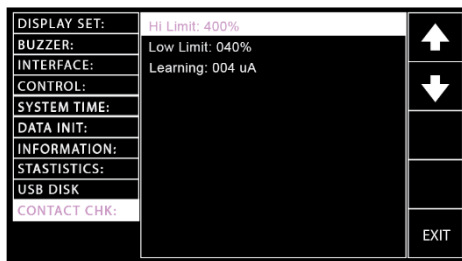 DISPLAY SET:
BUZZER:
INTERFACE:
CONTROL:
SYSTEM TIME:
DATA INIT:
INFORMATION:
STASTISTICS:
USB DISK
CONTACT CHK:
Hi Limit: 400%
Low Limit: 040%
Learning: 004 uA
EXIT